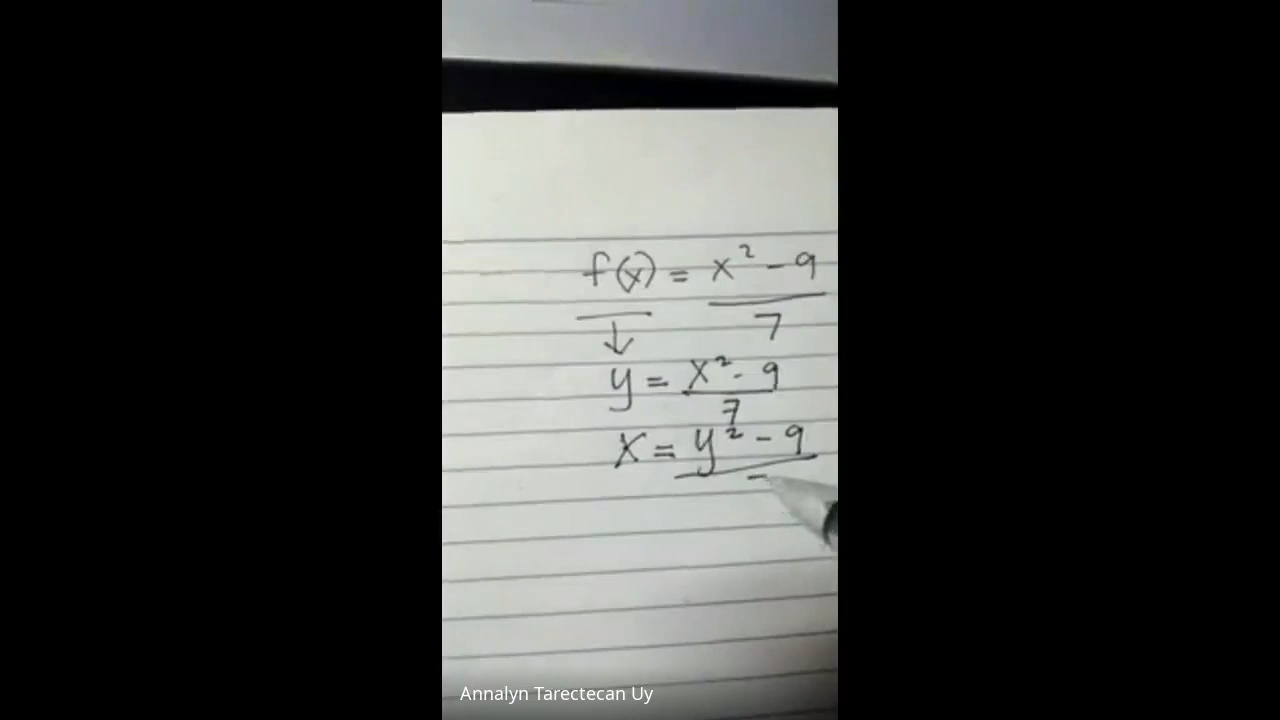 f(x) = x² - 9
7
↓
y = x² - 9
7
x = y² - 9
Annalyn Tarectecan Uy